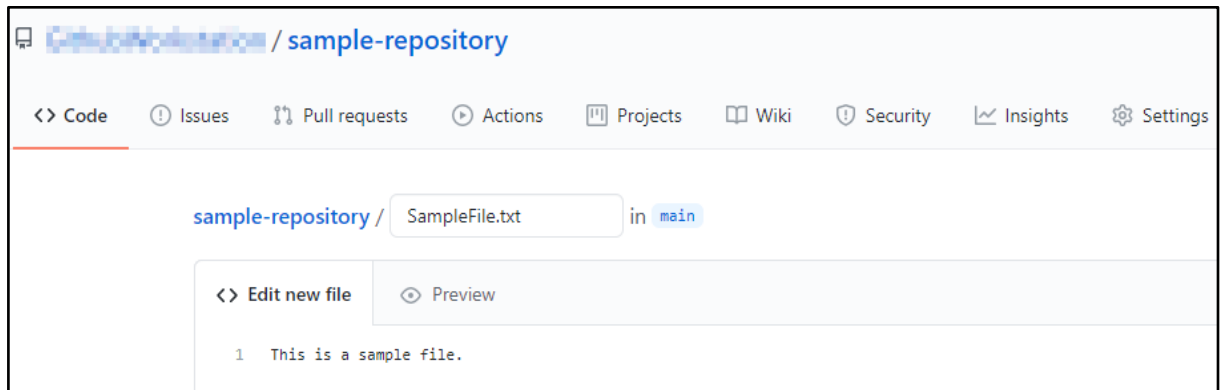 / sample-repository
Code Issues Pull requests Actions Projects Wiki Security Insights Settings
sample-repository / SampleFile.txt in main
<> Edit new file Preview
1 This is a sample file.